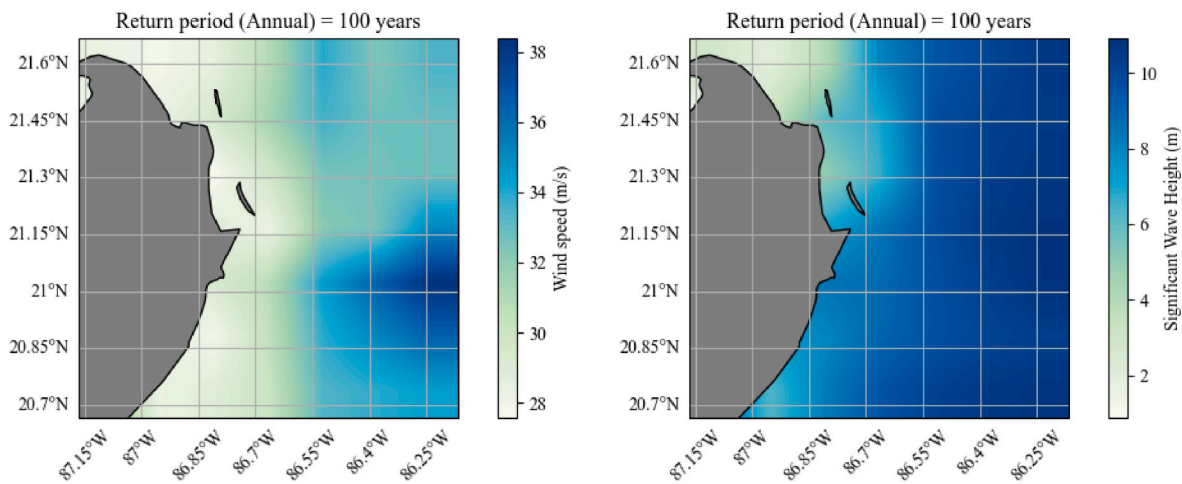 Return period (Annual) = 100 years
21.6°N
21.45°N
21.3°N
21.15°N
21°N
20.85°N
20.7°N
87.15°W
87°W
86.85°W
86.7°W
86.55°W
86.4°W
86.25°W
38
36
34
32
30
28
Wind speed (m/s)
Return period (Annual) = 100 years
21.6°N
21.45°N
21.3°N
21.15°N
21°N
20.85°N
20.7°N
87.15°W
87°W
86.85°W
86.7°W
86.55°W
86.4°W
86.25°W
10
8
6
4
2
Significant Wave Height (m)